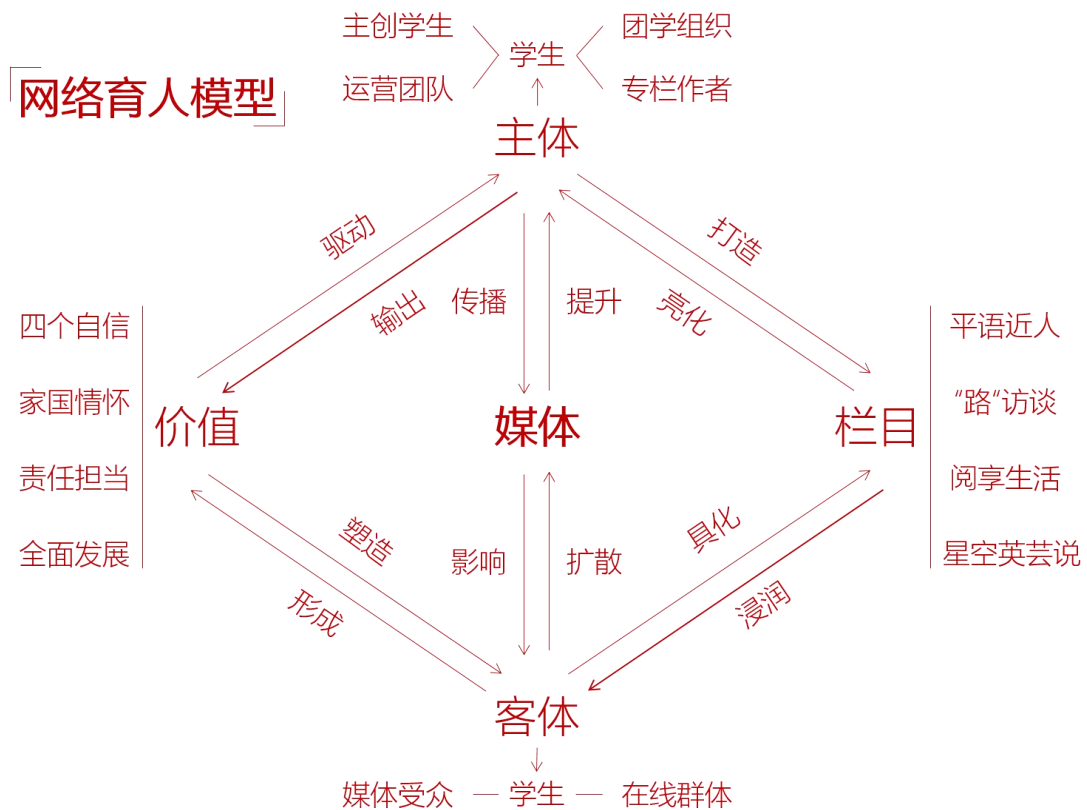 主创学生
团学组织
学生
运营团队
专栏作者
网络育人模型
主体
驱动
打造
输出
传播
提升
亮化
四个自信
家国情怀
责任担当
全面发展
价值
媒体
栏目
平语近人
“路”访谈
阅享生活
星空英芸说
塑造
影响
扩散
具化
形成
浸润
客体
媒体受众
学生
在线群体